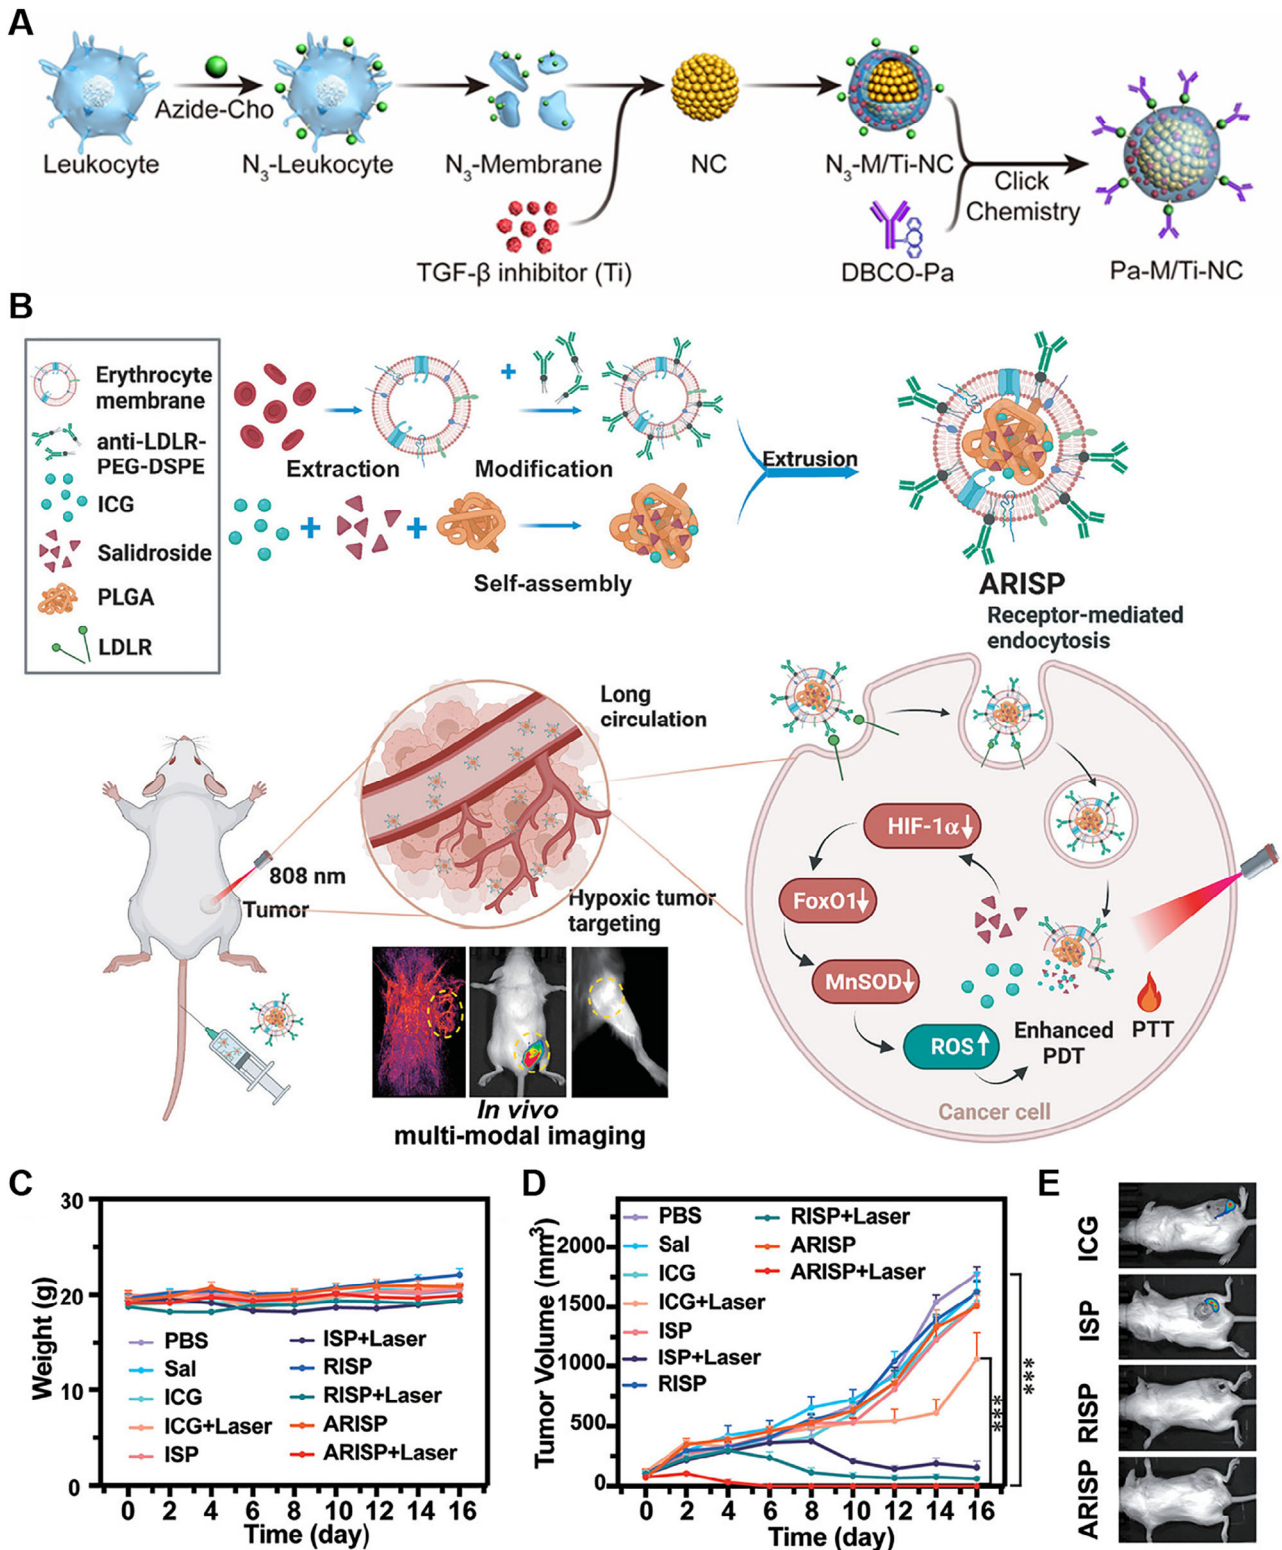 A
Azide-Cho
Leukocyte
N3-Leukocyte
N3-Membrane
NC
N3-M/Ti-NC
Click
Chemistry
TGF-β inhibitor (Ti)
DBCO-Pa
Pa-M/Ti-NC
B
Erythrocyte
membrane
anti-LDLR-
PEG-DSPE
ICG
Salidroside
PLGA
LDLR
+
Extraction
Modification
Extrusion
+
+
Self-assembly
ARISP
Receptor-mediated
endocytosis
Long
circulation
808 nm
Tumor
Hypoxic tumor
targeting
HIF-1α↓
FoxO1↓
MnSOD↓
ROS↑
Enhanced
PDT
PTT
Cancer cell
In vivo
multi-modal imaging
C
Weight (g)
30
20
10
0
PBS
Sal
ICG
ICG+Laser
ISP
ISP+Laser
RISP
RISP+Laser
ARISP
ARISP+Laser
0 2 4 6 8 10 12 14 16
Time (day)
D
Tumor Volume (mm3)
2000
1500
1000
500
0
PBS
Sal
ICG
ICG+Laser
ISP
ISP+Laser
RISP
RISP+Laser
ARISP
ARISP+Laser
***
***
0 2 4 6 8 10 12 14 16
Time (day)
E
ICG
ISP
RISP
ARISP